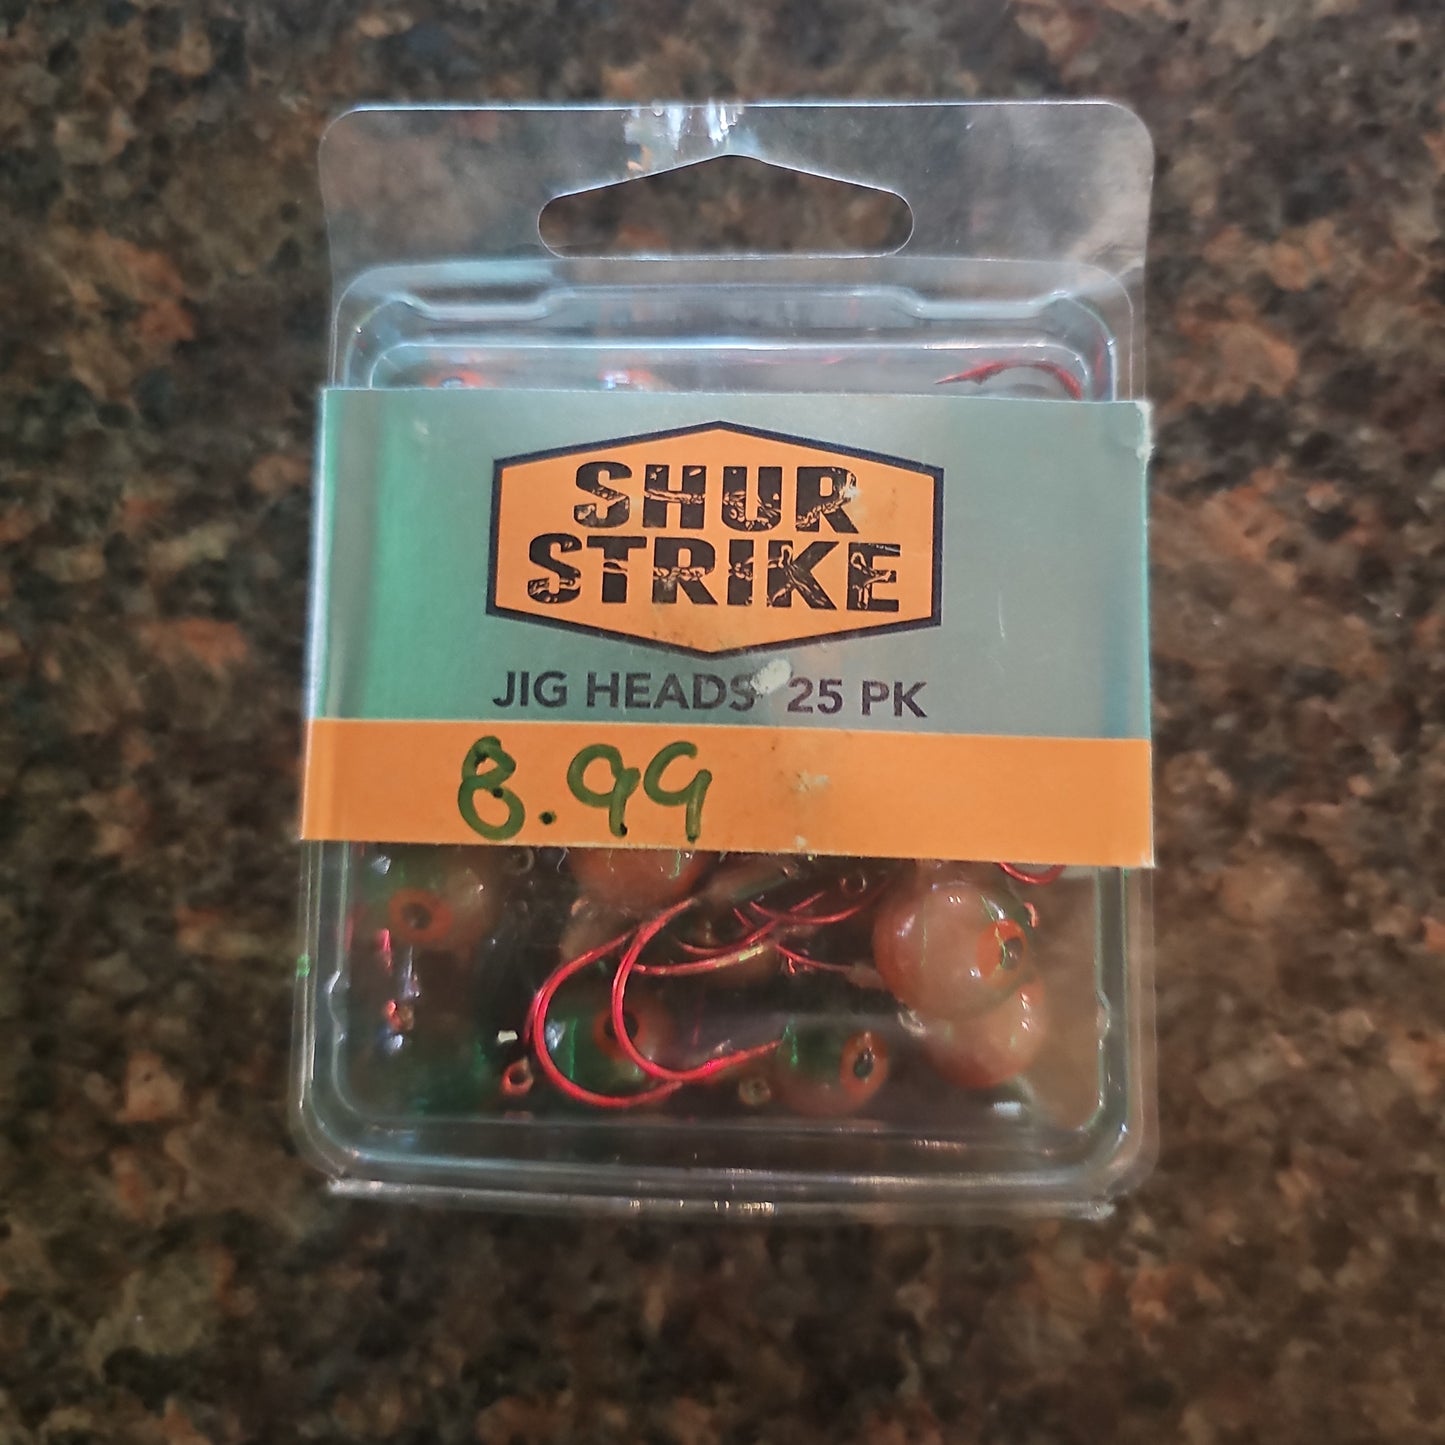 SHUR
STRIKE
JIG HEADS 25 PK
8.99